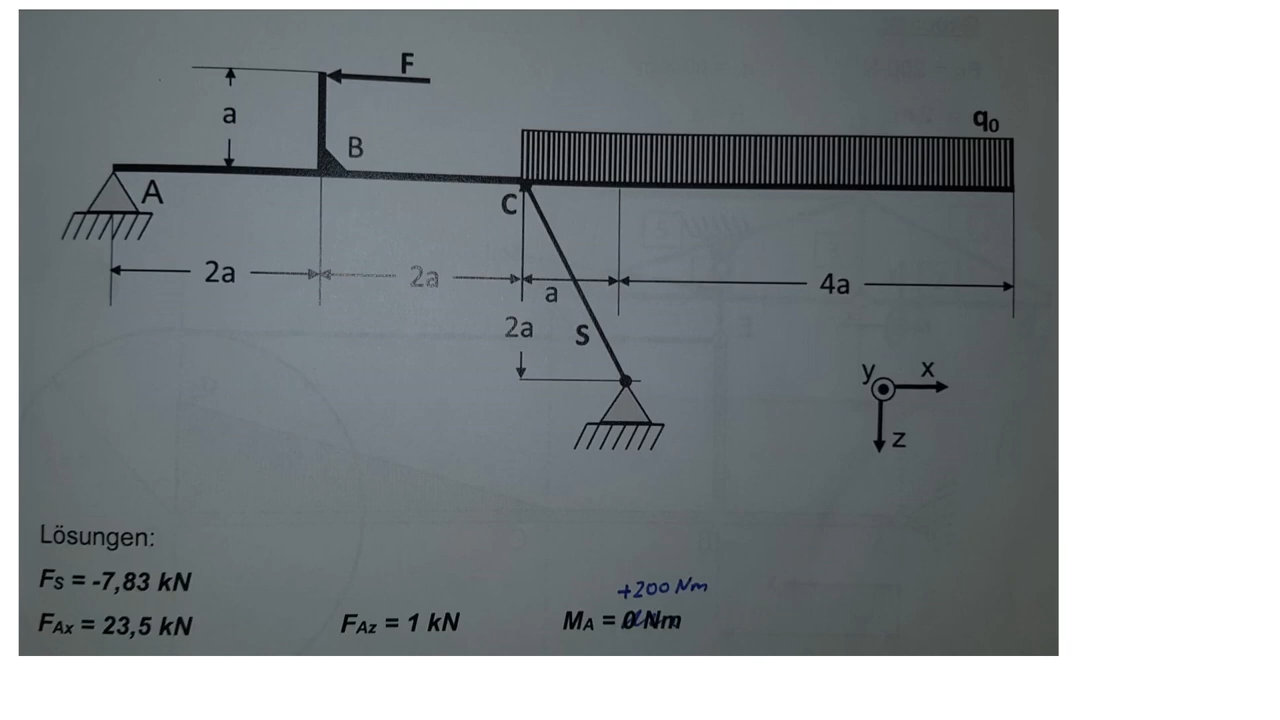 F
a
q₀
B
A
C
2a
2a
a
4a
2a
S
y
x
z
Lösungen:
Fs = -7,83 kN
+200 Nm
FAx = 23,5 kN FAz = 1 kN MA = 0 Nm